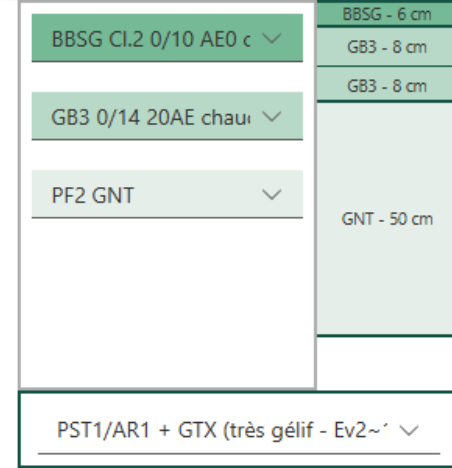 BBSG Cl.2 0/10 AE0 c
GB3 0/14 20AE chau
PF2 GNT
BBSG - 6 cm
GB3 - 8 cm
GB3 - 8 cm
GNT - 50 cm
PST1/AR1 + GTX (très gélif - Ev2~